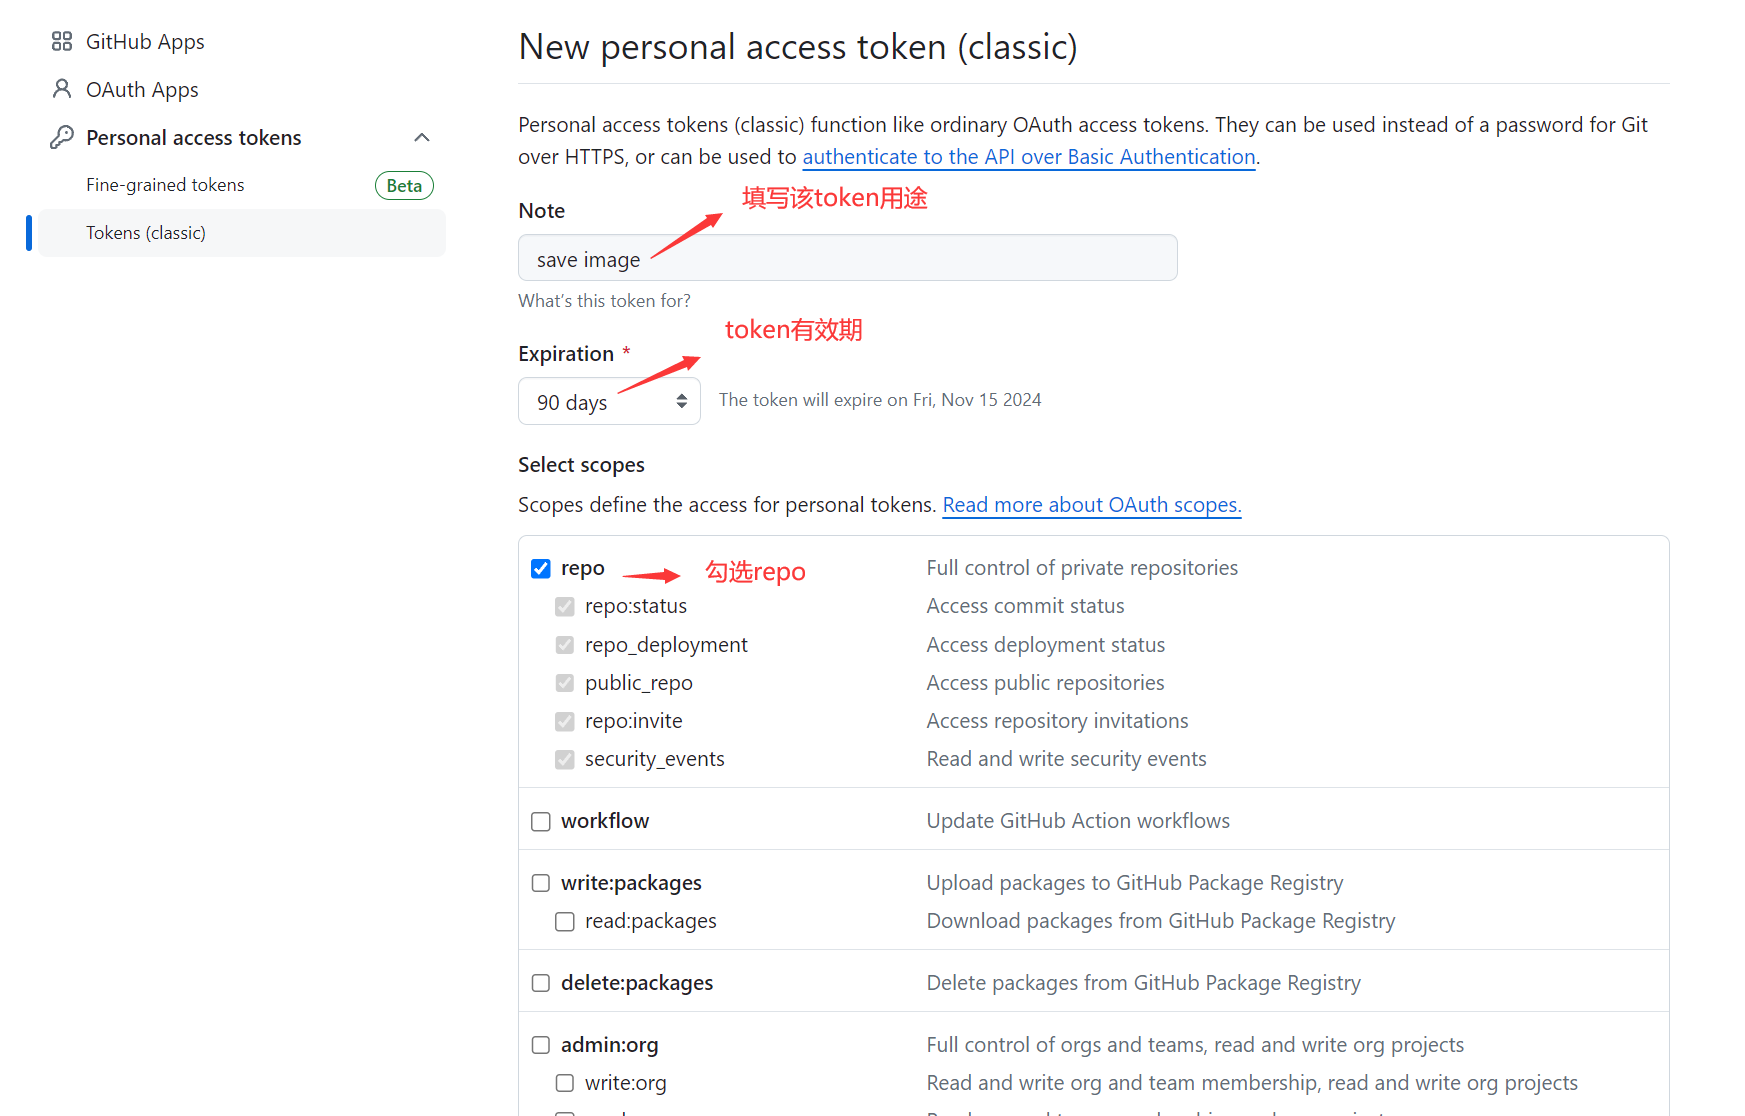 GitHub Apps
OAuth Apps
Personal access tokens
Fine-grained tokens
Beta
Tokens (classic)
New personal access token (classic)
Personal access tokens (classic) function like ordinary OAuth access tokens. They can be used instead of a password for Git
over HTTPS, or can be used to authenticate to the API over Basic Authentication.
填写该token用途
Note
save image
What's this token for?
token有效期
Expiration *
90 days
The token will expire on Fri, Nov 15 2024
Select scopes
Scopes define the access for personal tokens. Read more about OAuth scopes.
repo
勾选repo
Full control of private repositories
repo:status
Access commit status
repo_deployment
Access deployment status
public_repo
Access public repositories
repo:invite
Access repository invitations
security_events
Read and write security events
workflow
Update GitHub Action workflows
write:packages
Upload packages to GitHub Package Registry
read:packages
Download packages from GitHub Package Registry
delete:packages
Delete packages from GitHub Package Registry
admin:org
Full control of orgs and teams, read and write org projects
write:org
Read and write org and team membership, read and write org projects